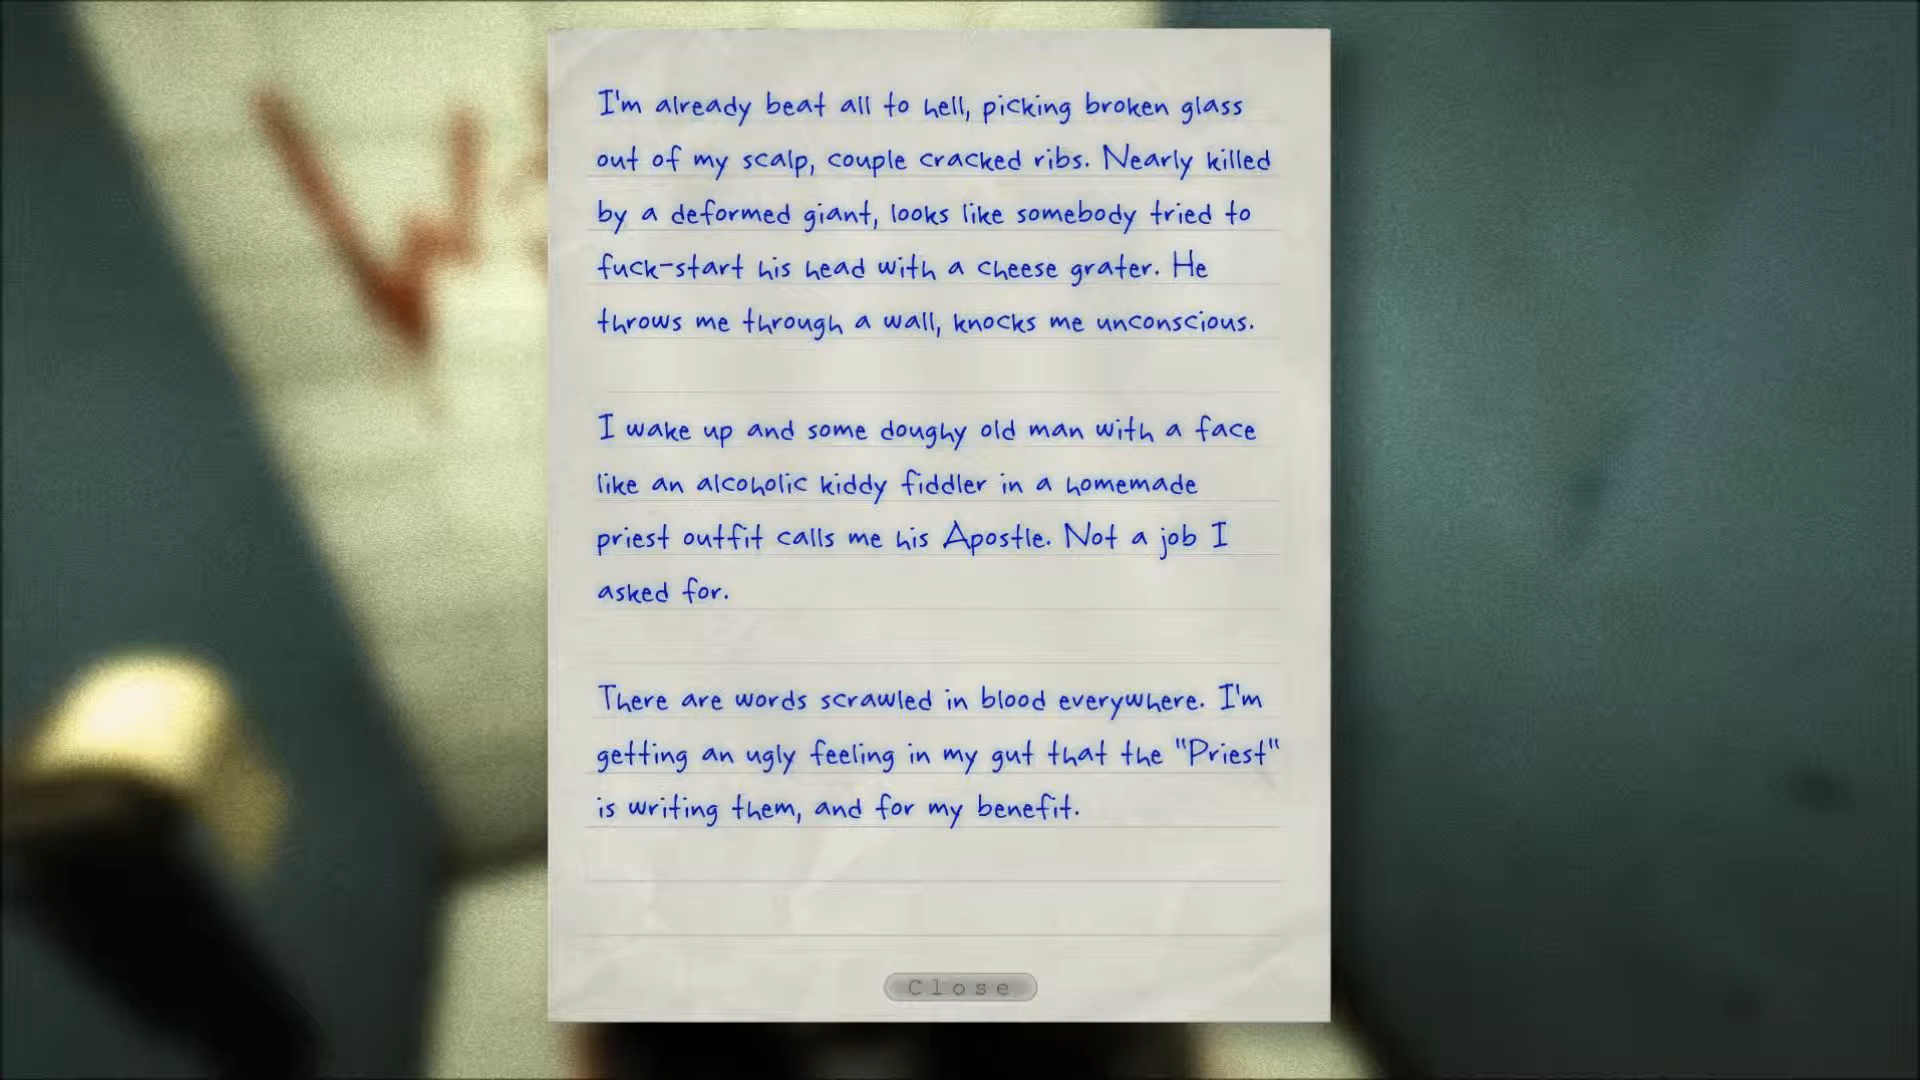 I'm already beat all to hell, picking broken glass
out of my scalp, couple cracked ribs. Nearly killed
by a deformed giant, looks like somebody tried to
fuck-start his head with a cheese grater. He
throws me through a wall, knocks me unconscious.
I wake up and some doughy old man with a face
like an alcoholic kiddy fiddler in a homemade
priest outfit calls me his Apostle. Not a job I
asked for.
There are words scrawled in blood everywhere. I'm
getting an ugly feeling in my gut that the "Priest"
is writing them, and for my benefit.
Close